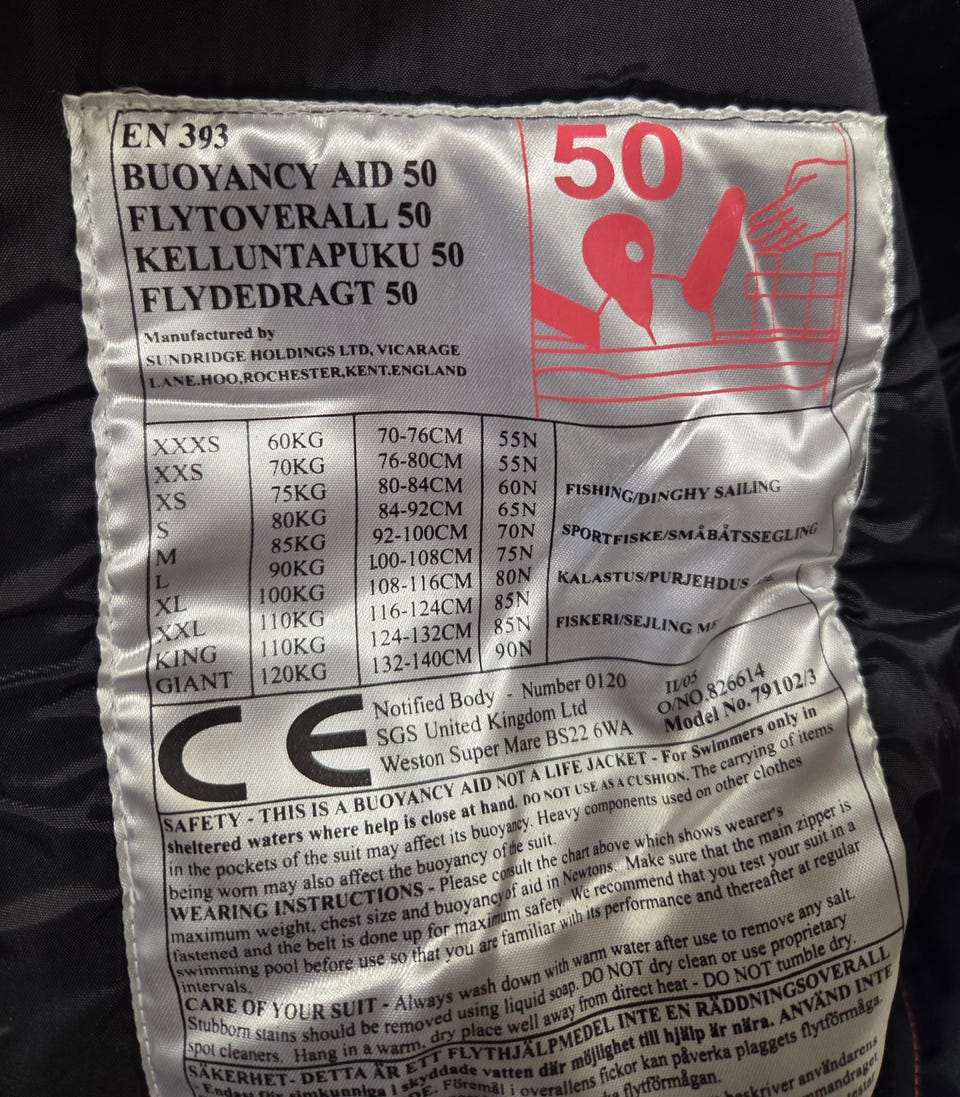 EN 393
BUOYANCY AID 50
FLYTOVERALL 50
KELLUNTAPUKU 50
FLYDEDRAGT 50
Manufactured by
SUNDRIDGE HOLDINGS LTD, VICARAGE
LANE.HOO,ROCHESTER,KENT.ENGLAND
50
XXXS 60KG 70-76CM 55N
XXS 70KG 76-80CM 55N
XS 75KG 80-84CM 60N
S 80KG 84-92CM 65N
M 85KG 92-100CM 70N
L 90KG 100-108CM 75N
XL 100KG 108-116CM 80N
XXL 110KG 116-124CM 85N
KING 110KG 124-132CM 85N
GIANT 120KG 132-140CM 90N
FISHING/DINGHY SAILING
SPORTFISKE/SMÅBÅTSSEGLING
KALASTUS/PURJEHDUS
FISKERI/SEJLING
CE
Notified Body - Number 0120
SGS United Kingdom Ltd
Weston Super Mare BS22 6WA
11/05
O/NO.826614
Model No. 79102/3
SAFETY - THIS IS A BUOYANCY AID NOT A LIFE JACKET - For Swimmers only in
sheltered waters where help is close at hand. DO NOT USE AS A CUSHION. The carrying of items
in the pockets of the suit may affect its buoyancy. Heavy components used on other clothes
being worn may also affect the buoyancy of the suit.
WEARING INSTRUCTIONS - Please consult the chart above which shows wearer's
maximum weight, chest size and buoyancy of aid in Newtons. Make sure that the main zipper is
fastened and the belt is done up for maximum safety. We recommend that you test your suit in a
swimming pool before use so that you are familiar with its performance and thereafter at regular
intervals.
CARE OF YOUR SUIT - Always wash down with warm water after use to remove any salt.
Stubborn stains should be removed using liquid soap. DO NOT dry clean or use proprietary
spot cleaners. Hang in a warm, dry place well away from direct heat - DO NOT tumble dry.
SÄKERHET - DETTA ÄR ETT FLYTHJÄLPMEDEL INTE EN RÄDDNINGSOVERALL
- Endast för simkunniga i skyddade vatten där möjlighet till hjälp är nära. ANVÄND INTE
Föremål i overallens fickor kan påverka plaggets flytförmåga.
flytförmågan.
användarens